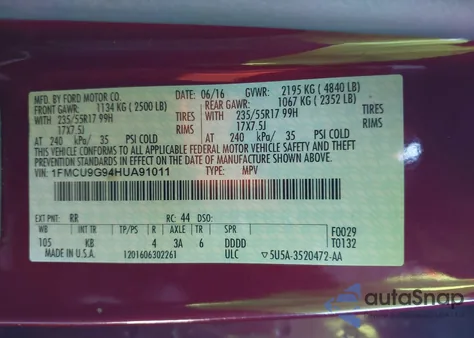 MFD. BY FORD MOTOR CO. 06/16 GVWR: 2195 KG ( 4840 LB)
FRONT GAWR: 1134 KG ( 2500 LB) REAR GAWR: 1067 KG ( 2352 LB)
WITH 235/55R17 99H TIRES WITH 235/55R17 99H TIRES
17X7.5J RIMS 17X7.5J RIMS
AT 240 kPa/ 35 PSI COLD AT 240 kPa/ 35 PSI COLD
THIS VEHICLE CONFORMS TO ALL APPLICABLE FEDERAL MOTOR VEHICLE SAFETY, BUMPER, AND THEFT PREVENTION STANDARDS IN EFFECT ON THE DATE OF MANUFACTURE SHOWN ABOVE.
VIN: 1FMCU9G94HUA91011 TYPE: MPV
EXT PNT: RR RC: 44 DSO:
WB INT TR TP/PS R AXLE TR SPR F0029
105 KB 4 3A 6 DDDD T0132
MADE IN U.S.A. 1201606302261 ULC 5U5A-3520472-AA
autoSnap